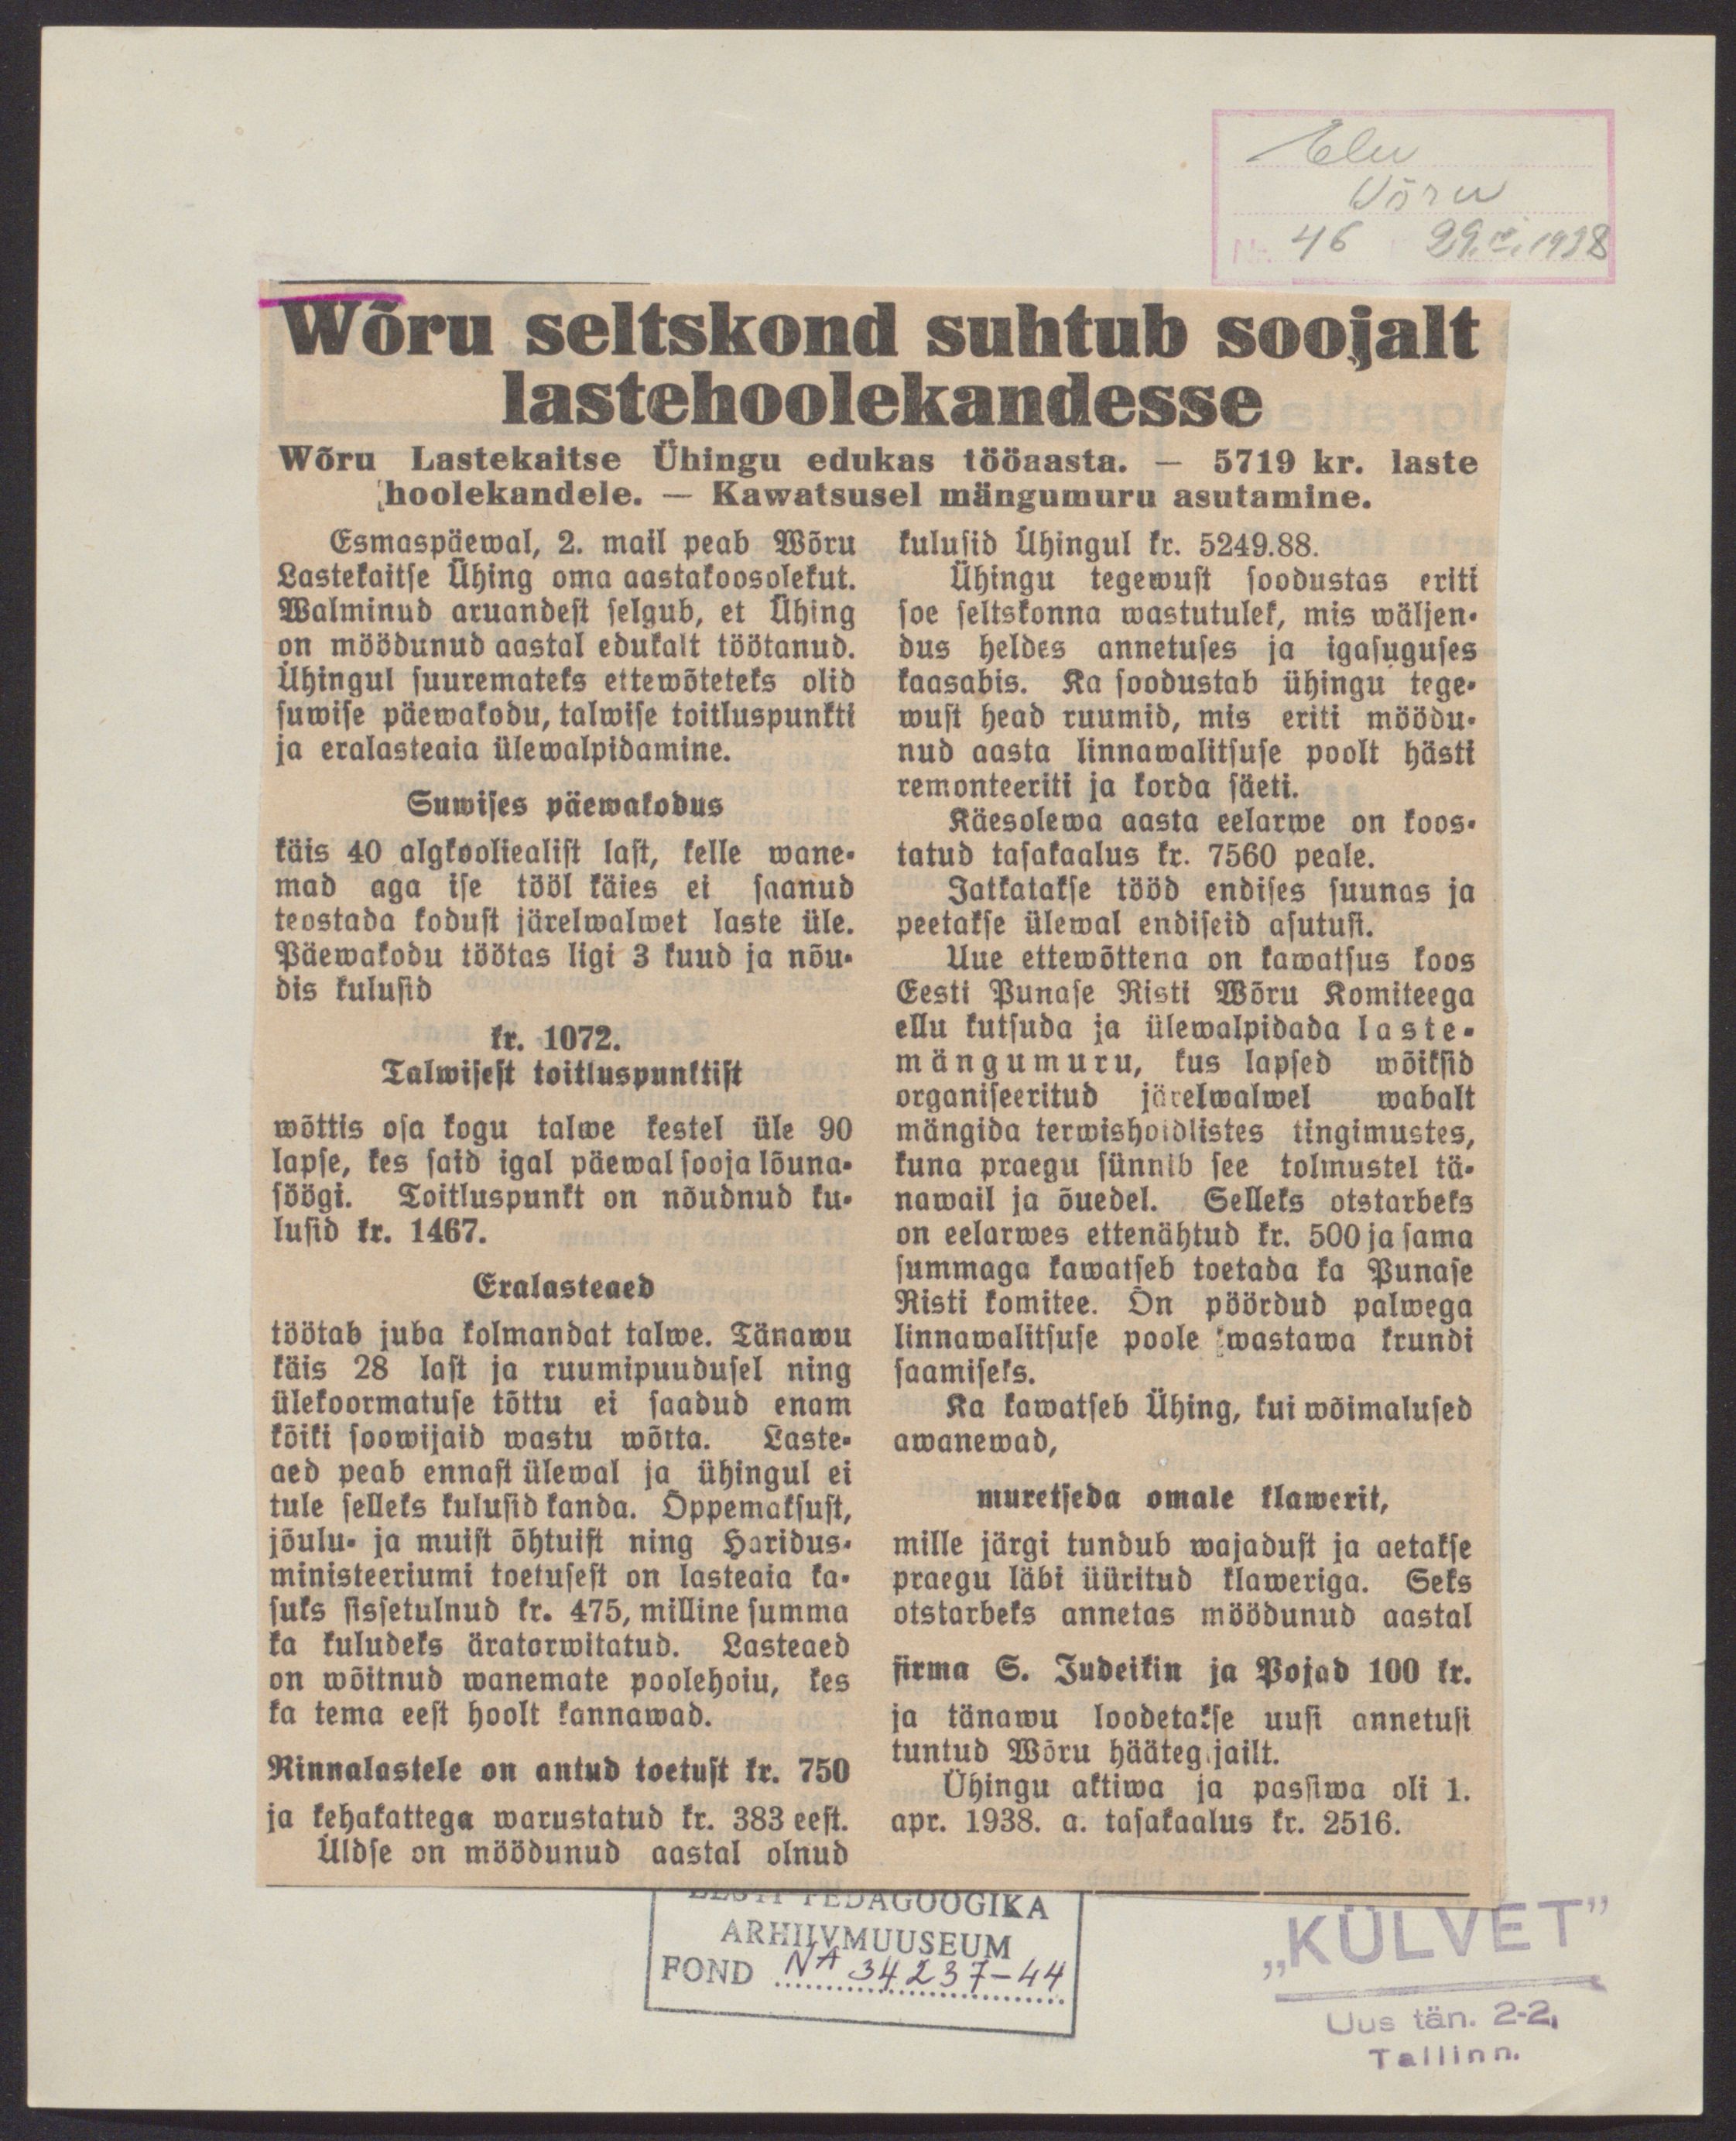 Elu
Võru
Nr. 46 29. 1938
Wõru seltskond suhtub soojalt
lastehoolekandesse
Wõru Lastekaitse Ühingu edukas tööaasta. — 5719 kr. laste
hoolekandele. — Kawatsusel mängumuru asutamine.
Esmaspäewal, 2. mail peab Wõru
Lastekaitse Ühing oma aastakoosolekut.
Walminud aruandest selgub, et Ühing
on möödunud aastal edukalt töötanud.
Ühingul suuremateks ettewõteteks olid
suwise päewakodu, talwise toitluspunkti
ja eralasteaia ülewalpidamine.
Suwises päewakodus
käis 40 algkooliealist last, kelle wane-
mad aga ise tööl käies ei saanud
teostada kodust järelwalwet laste üle.
Päewakodu töötas ligi 3 kuud ja nõu-
dis kulusid
kr. 1072.
Talwisest toitluspunktist
wõttis osa kogu talwe kestel üle 90
lapse, kes said igal päewal sooja lõuna-
söögi. Toitluspunkt on nõudnud ku-
lusid kr. 1467.
Eralasteaed
töötab juba kolmandat talwe. Tänawu
käis 28 last ja ruumipuudusel ning
ülekoormatuse tõttu ei saadud enam
kõiki soowijaid wastu wõtta. Laste-
aed peab ennast ülewal ja ühingul ei
tule selleks kulusid kanda. Õppemaksust,
jõulu- ja muist õhtuist ning Haridus-
ministeeriumi toetusest on lasteaia ka-
suks sissetulnud kr. 475, milline summa
ka kuludeks äratarwitatud. Lasteaed
on wõitnud wanemate poolehoiu, kes
ka tema eest hoolt kannawad.
Rinnalastele on antud toetust kr. 750
ja kehakattega warustatud kr. 383 eest.
Üldse on möödunud aastal olnud
kulusid Ühingul kr. 5249.88.
Ühingu tegewust soodustas eriti
soe seltskonna wastutulek, mis wäljen-
dus heldes annetuses ja igasuguses
kaasabis. Ka soodustab ühingu tege-
wust head ruumid, mis eriti möödu-
nud aasta linnawalitsuse poolt hästi
remonteeriti ja korda säeti.
Käesolewa aasta eelarwe on koos-
tatud tasakaalus kr. 7560 peale.
Jatkatakse tööd endises suunas ja
peetakse ülewal endiseid asutusi.
Uue ettewõttena on kawatsus koos
Eesti Punase Risti Wõru Komiteega
ellu kutsuda ja ülewalpidada laste-
mängumuru, kus lapsed wõiksid
organiseeritud järelwalwel wabalt
mängida terwishoidlistes tingimustes,
kuna praegu sünnib see tolmustel tä-
nawail ja õuedel. Selleks otstarbeks
on eelarwes ettenähtud kr. 500 ja sama
summaga kawatseb toetada ka Punase
Risti komitee. On pöördud palwega
linnawalitsuse poole wastawa krundi
saamiseks.
Ka kawatseb Ühing, kui wõimalused
awanewad,
muretseda omale klawerit,
mille järgi tundub wajadust ja aetakse
praegu läbi üüritud klaweriga. Seks
otstarbeks annetas möödunud aastal
firma S. Judeikin ja Pojad 100 kr.
ja tänawu loodetakse uusi annetusi
tuntud Wõru häätegijailt.
Ühingu aktiwa ja passiwa oli 1.
apr. 1938. a. tasakaalus kr. 2516.
EESTI PEDAGOOGIKA
ARHIIVMUUSEUM
FOND NA 34237-44
„KÜLVET"
Uus tän. 2-2,
Tallinn.